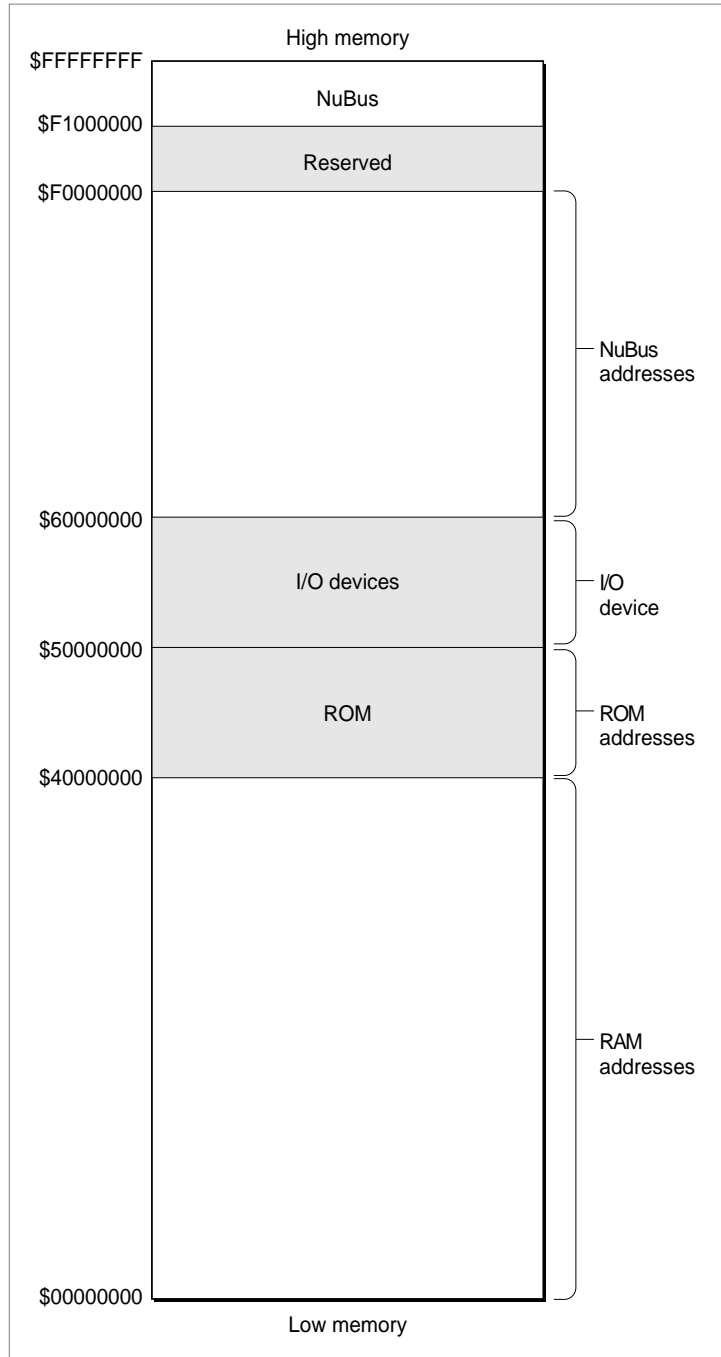 High memory
$FFFFFFFF
NuBus
$F1000000
Reserved
$F0000000
NuBus
addresses
$60000000
I/O devices
I/O
device
$50000000
ROM
ROM
addresses
$40000000
RAM
addresses
$00000000
Low memory